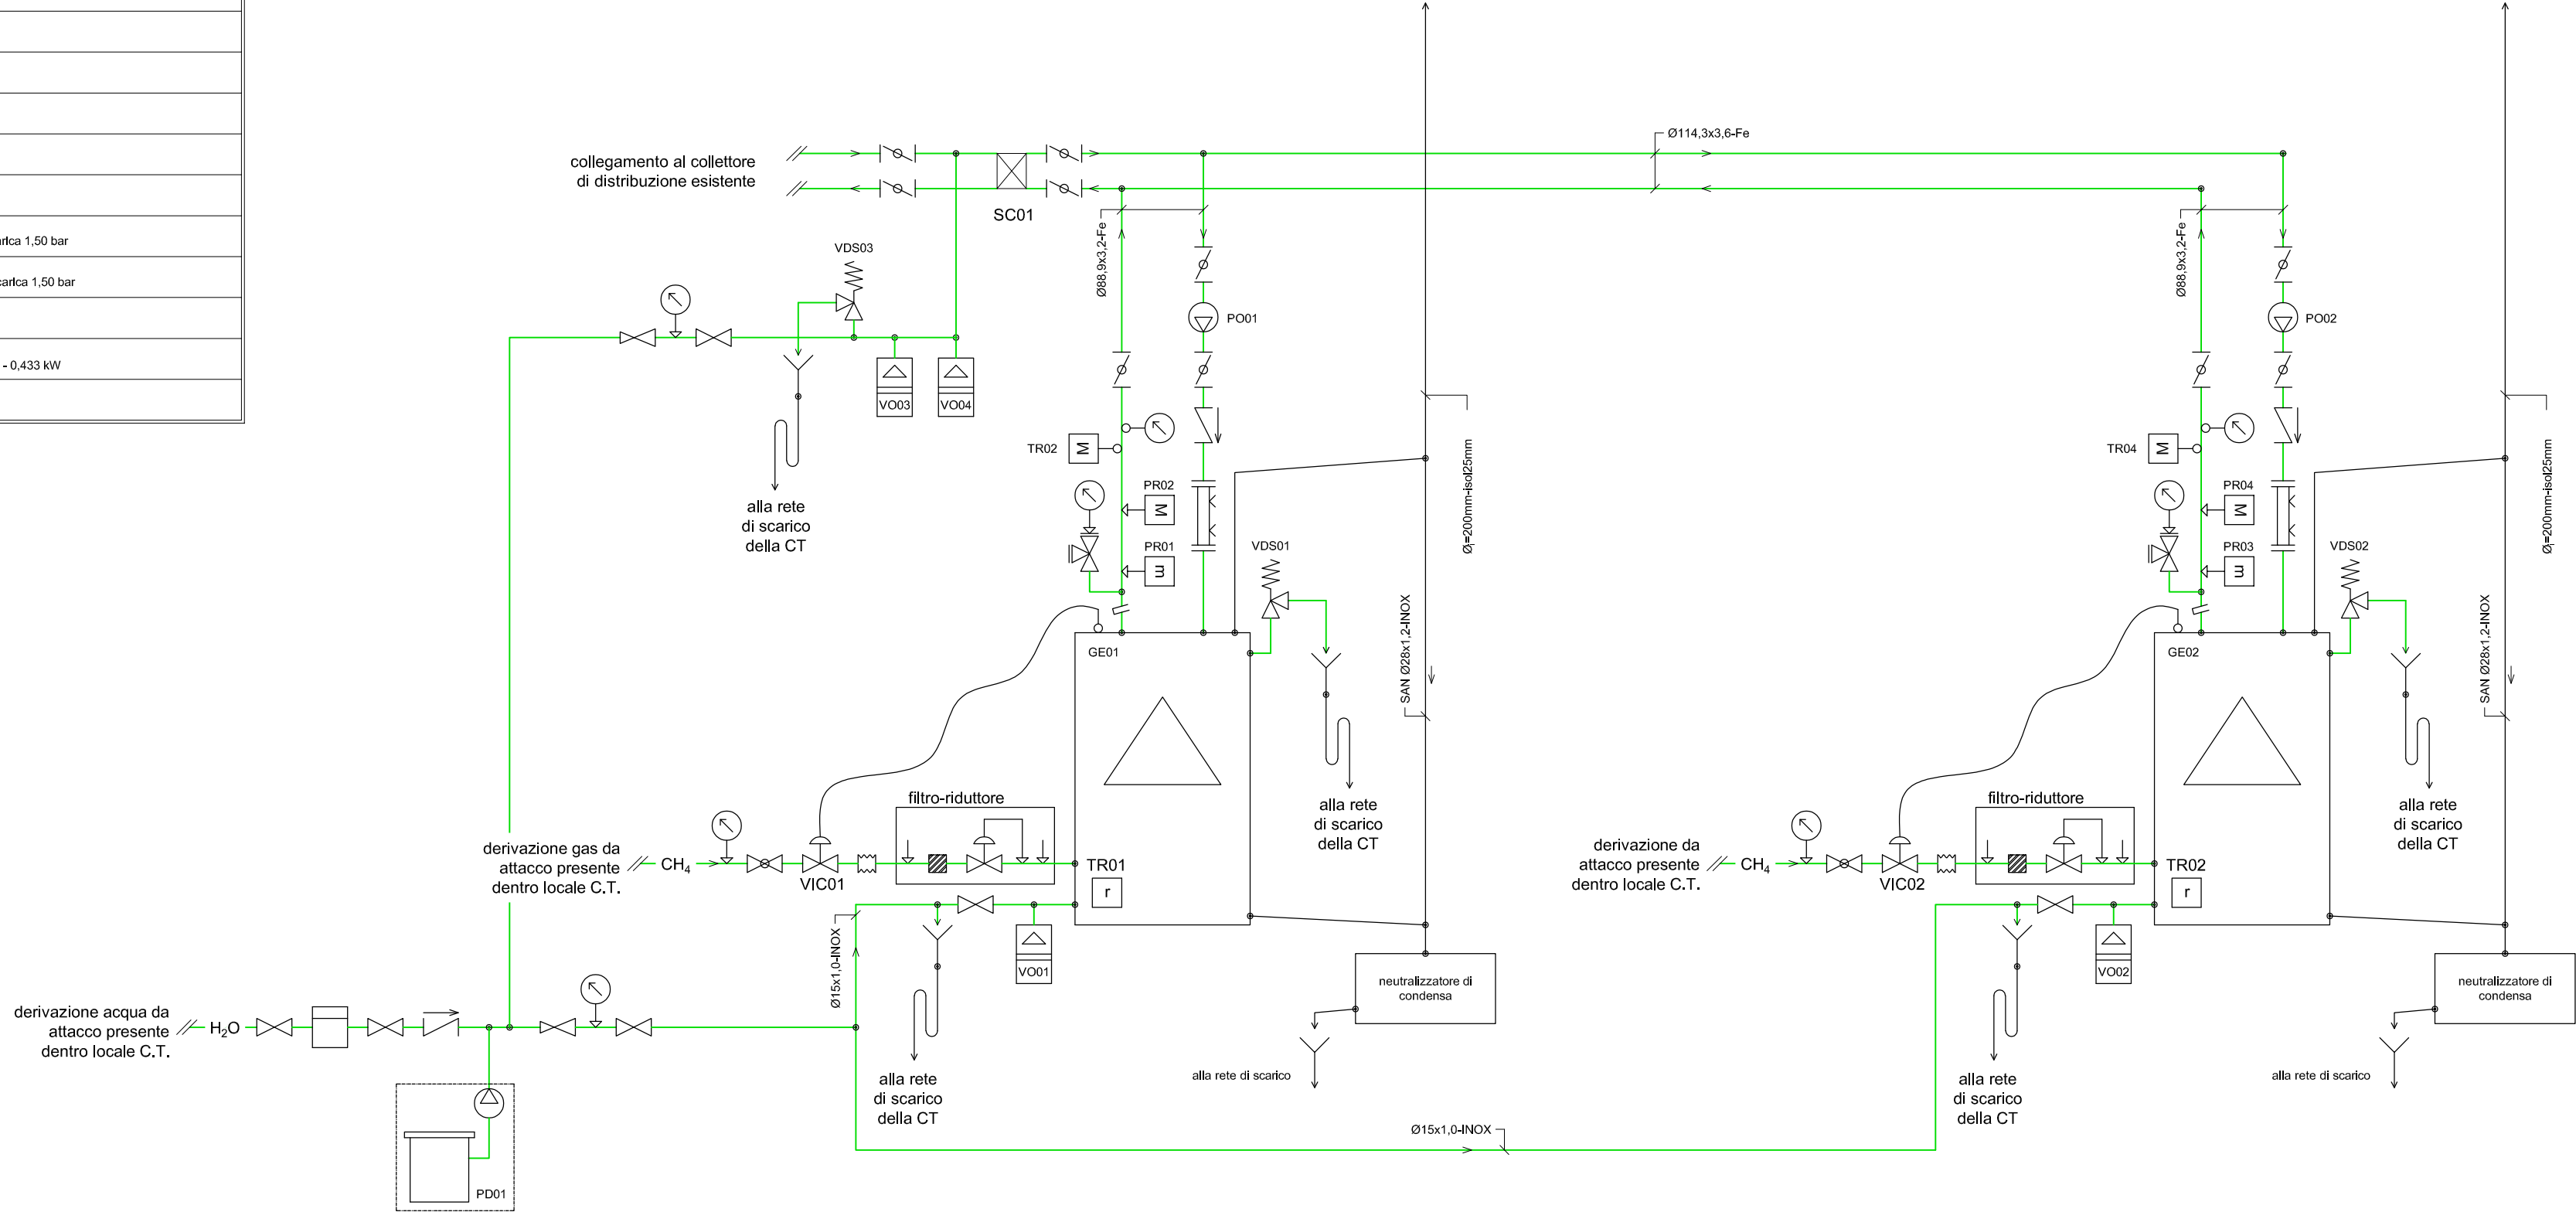 arica 1,50 bar
carica 1,50 bar
- 0,433 kW
collegamento al collettore
di distribuzione esistente
SC01
Ø114,3x3,6-Fe
Ø88,9x3,2-Fe
Ø88,9x3,2-Fe
VDS03
VO03
VO04
alla rete
di scarico
della CT
PO01
TR02
M
PR02
M
PR01
m
VDS01
GE01
alla rete
di scarico
della CT
SAN Ø28x1,2-INOX
Øi=200mm-isol25mm
PO02
TR04
M
PR04
M
PR03
m
VDS02
GE02
alla rete
di scarico
della CT
SAN Ø28x1,2-INOX
Øi=200mm-isol25mm
derivazione gas da
attacco presente
dentro locale C.T.
CH₄
VIC01
filtro-riduttore
TR01
r
derivazione da
attacco presente
dentro locale C.T.
CH₄
VIC02
filtro-riduttore
TR02
r
Ø15x1,0-INOX
VO01
VO02
neutralizzatore di
condensa
neutralizzatore di
condensa
derivazione acqua da
attacco presente
dentro locale C.T.
H₂O
alla rete
di scarico
della CT
alla rete di scarico
alla rete
di scarico
della CT
alla rete di scarico
Ø15x1,0-INOX
PD01